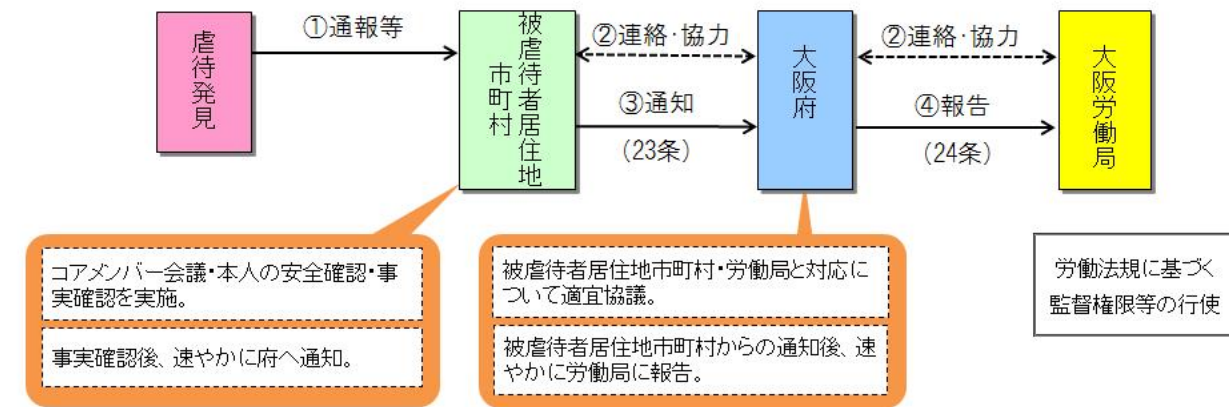 虐待発見
①通報等
被虐待者居住地
市町村
②連絡・協力
③通知
(23条)
大阪府
②連絡・協力
④報告
(24条)
大阪労働局
コアメンバー会議・本人の安全確認・事
実確認を実施。
事実確認後、速やかに府へ通知。
被虐待者居住地市町村・労働局と対応に
ついて適宜協議。
被虐待者居住地市町村からの通知後、速
やかに労働局に報告。
労働法規に基づく
監督権限等の行使